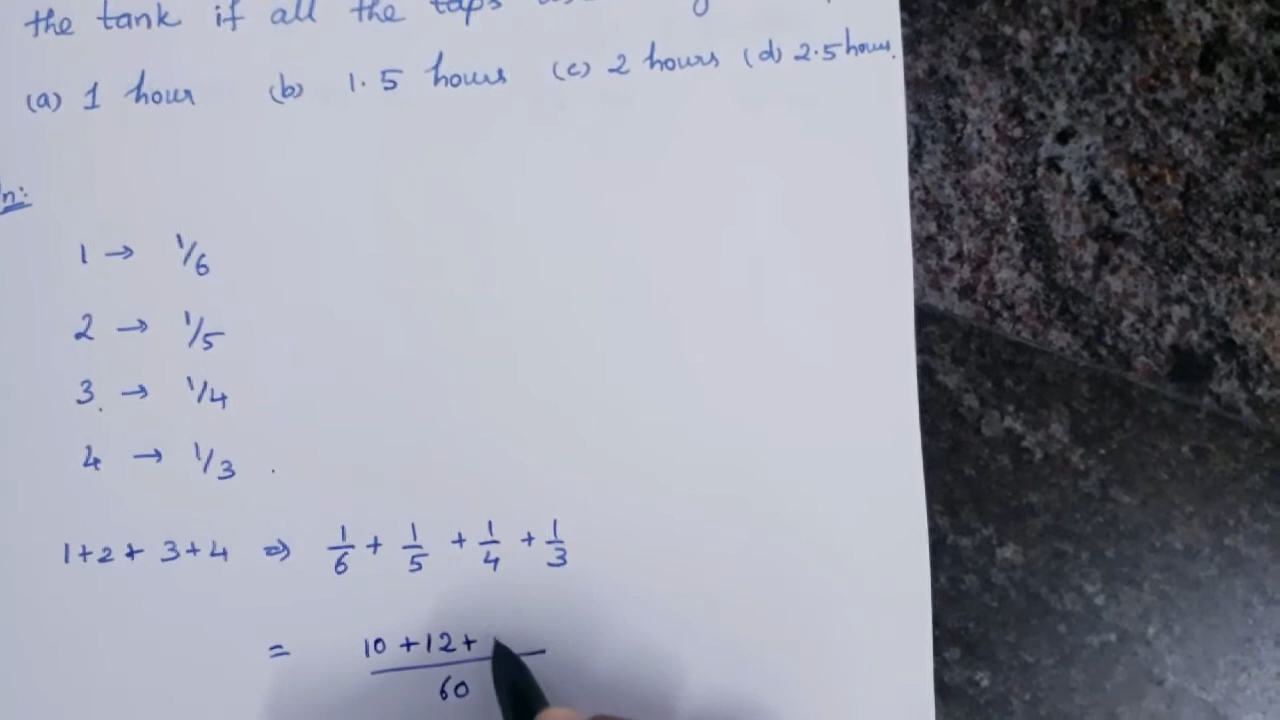 the tank if all the taps
(a) 1 hour (b) 1.5 hours (c) 2 hours (d) 2.5 hours.
n:
1 → 1/6
2 → 1/5
3. → 1/4
4 → 1/3 .
1+2+3+4 ⇒ 1/6 + 1/5 + 1/4 + 1/3
= 10+12+ / 60